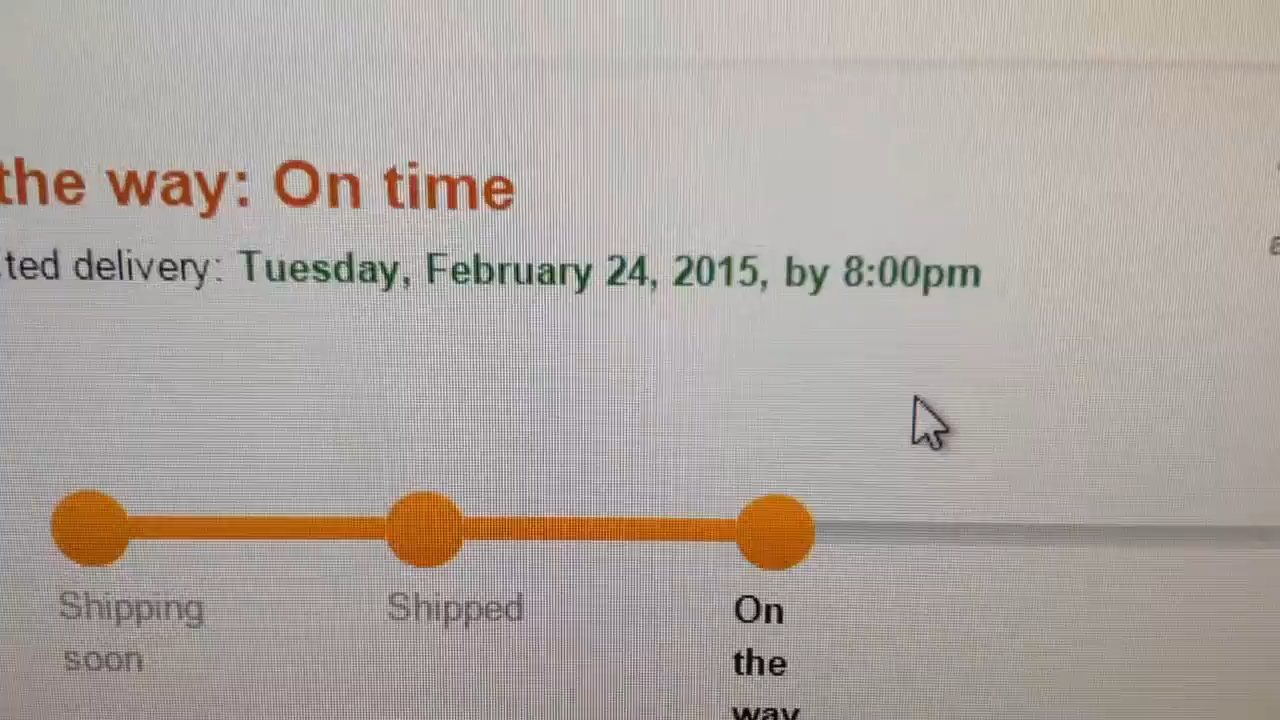 the way: On time
ted delivery: Tuesday, February 24, 2015, by 8:00pm
Shipping
soon
Shipped
On
the
way